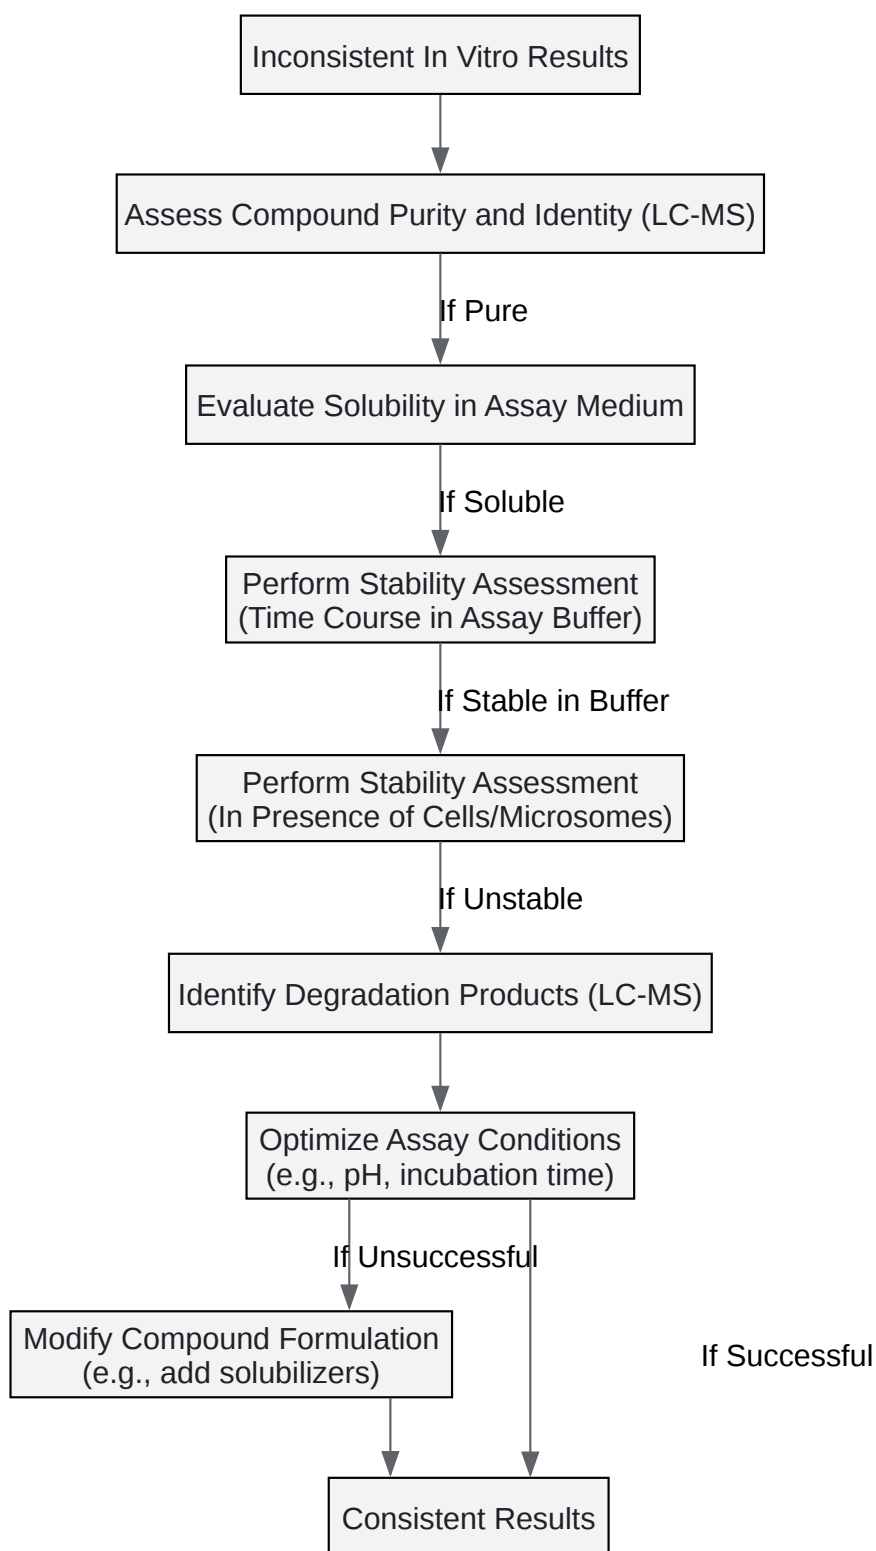 Inconsistent In Vitro Results
Assess Compound Purity and Identity (LC-MS)
If Pure
Evaluate Solubility in Assay Medium
If Soluble
Perform Stability Assessment
(Time Course in Assay Buffer)
If Stable in Buffer
Perform Stability Assessment
(In Presence of Cells/Microsomes)
If Unstable
Identify Degradation Products (LC-MS)
Optimize Assay Conditions
(e.g., pH, incubation time)
If Unsuccessful
Modify Compound Formulation
(e.g., add solubilizers)
If Successful
Consistent Results